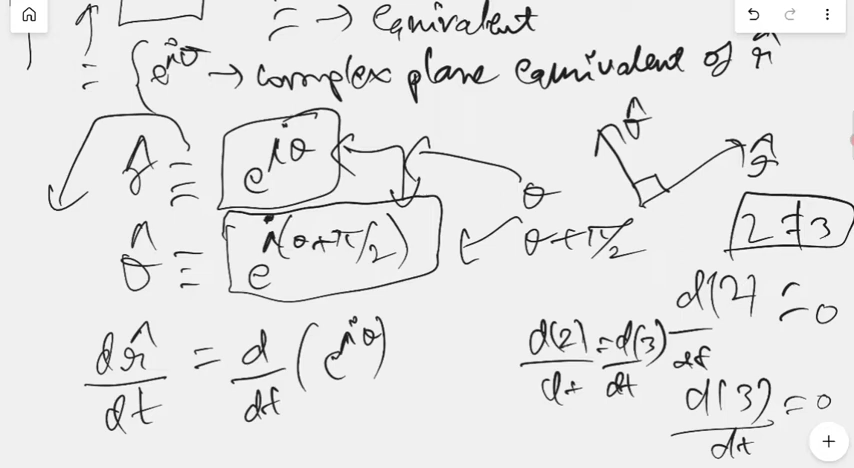 ≡ → equivalent
≡ e^{iθ} → complex plane equivalent of r̂
r̂ ≡ e^{iθ}
θ
θ̂
r̂
θ̂ ≡ e^{i(θ+π/2)}
θ+π/2
2 ≠ 3
dr̂/dt = d/dt (e^{iθ})
d(2)/dt = d(3)/dt
d(2)/dt = 0
d(3)/dt = 0